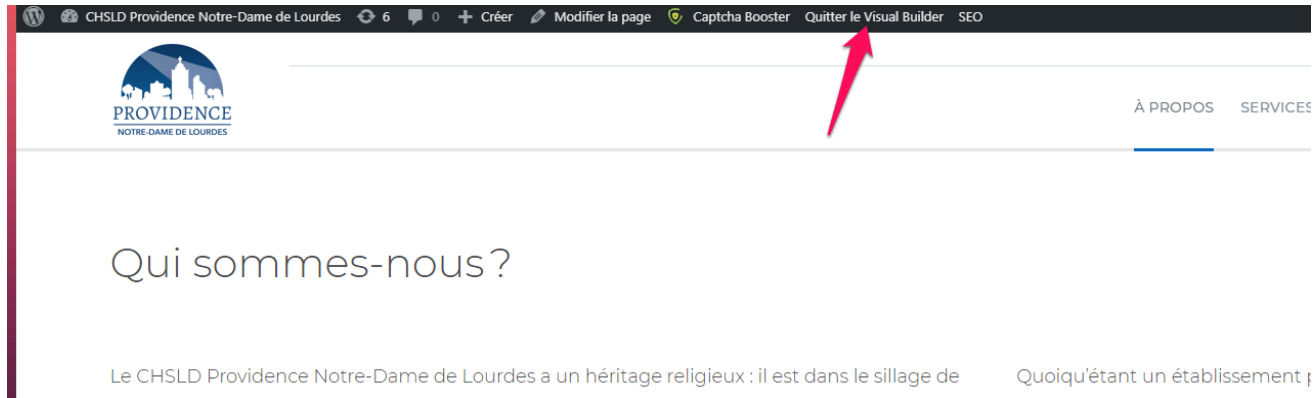 CHSLD Providence Notre-Dame de Lourdes 6 0 Créer Modifier la page Captcha Booster Quitter le Visual Builder SEO
PROVIDENCE
NOTRE-DAME DE LOURDES
À PROPOS SERVICES
Qui sommes-nous ?
Le CHSLD Providence Notre-Dame de Lourdes a un héritage religieux : il est dans le sillage de
Quoiqu'étant un établissement